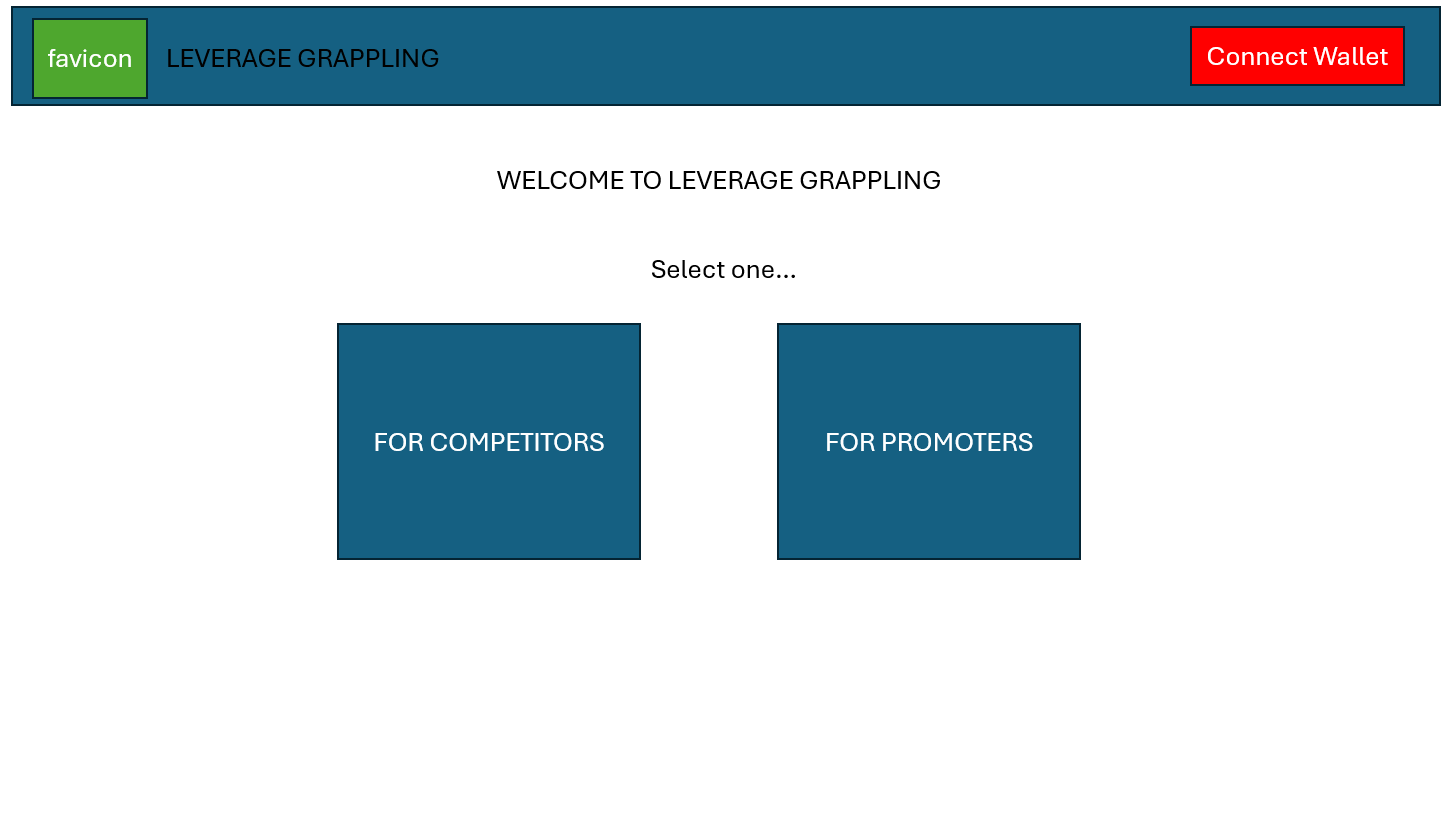 favicon
LEVERAGE GRAPPLING
Connect Wallet
WELCOME TO LEVERAGE GRAPPLING
Select one...
FOR COMPETITORS
FOR PROMOTERS